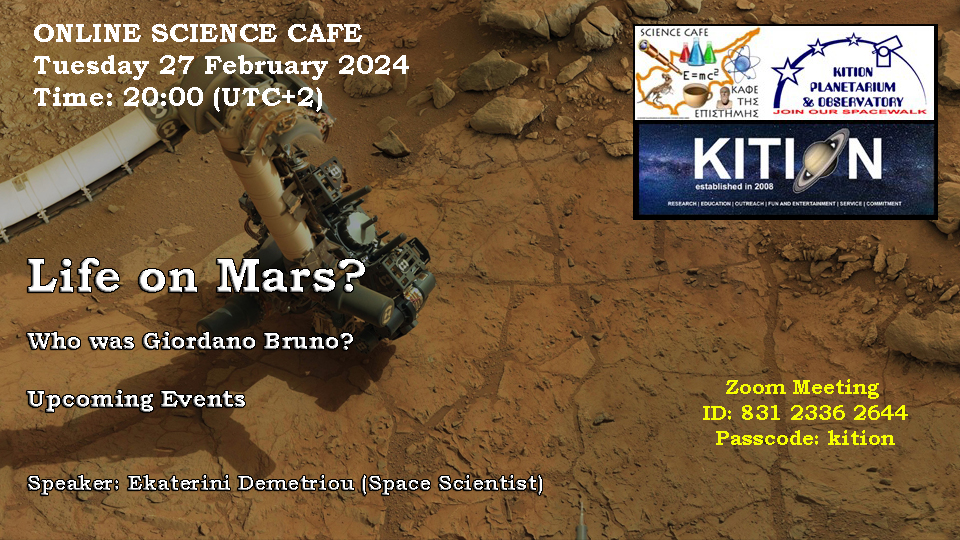 ONLINE SCIENCE CAFE
Tuesday 27 February 2024
Time: 20:00 (UTC+2)
SCIENCE CAFE
E=mc²
ΚΑΦΕ
ΤΗΣ
ΕΠΙΣΤΗΜΗΣ
KITION
PLANETARIUM
& OBSERVATORY
JOIN OUR SPACEWALK
KITION
established in 2008
RESEARCH | EDUCATION | OUTREACH | FUN AND ENTERTAINMENT | SERVICE | COMMITMENT
Life on Mars?
Who was Giordano Bruno?
Upcoming Events
Zoom Meeting
ID: 831 2336 2644
Passcode: kition
Speaker: Ekaterini Demetriou (Space Scientist)